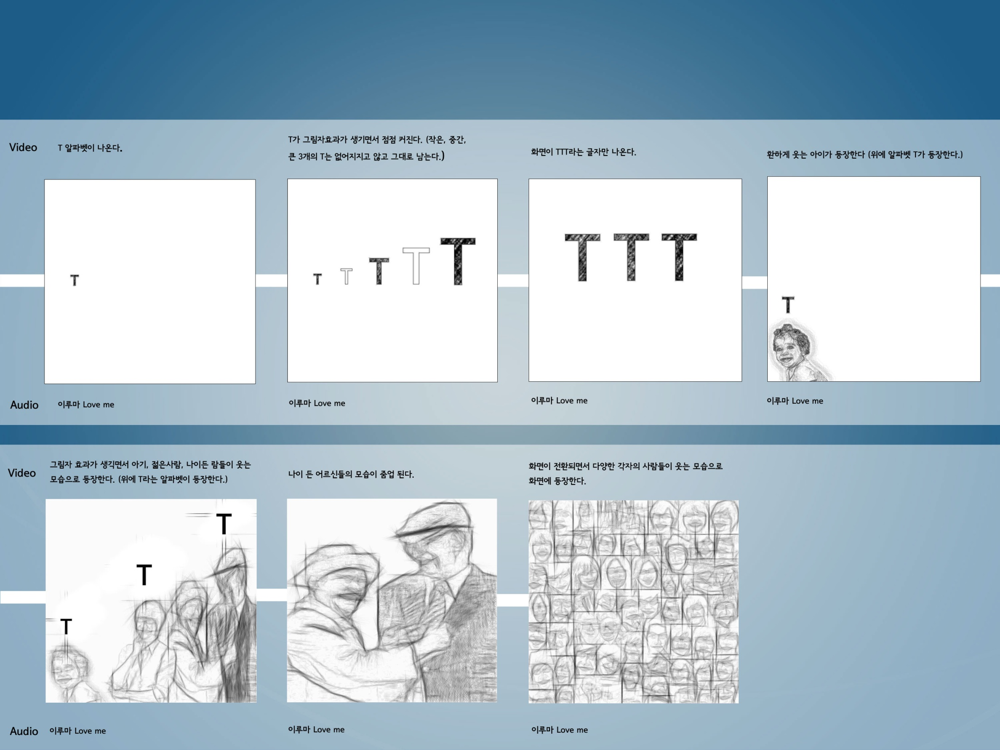 Video
T 알파벳이 나온다.
T가 그림자효과가 생기면서 점점 커진다. (작은, 중간,
큰 3개의 T는 없어지지고 않고 그대로 남는다.)
화면이 TTT라는 글자만 나온다.
환하게 웃는 아이가 등장한다 (위에 알파벳 T가 등장한다.)
T
T T T T T
T T T
T
Audio
이루마 Love me
이루마 Love me
이루마 Love me
이루마 Love me
Video
그림자 효과가 생긱면서 아기, 젊은사람, 나이든 람들이 웃는
모습으로 등장한다. (위에 T라는 알파벳이 등장한다.)
나이 든 어르신들의 모습이 줌업 된다.
화면이 전환되면서 다양한 각자의 사람들이 웃는 모습으로
화면에 등장한다.
T
T
T
Audio
이루마 Love me
이루마 Love me
이루마 Love me